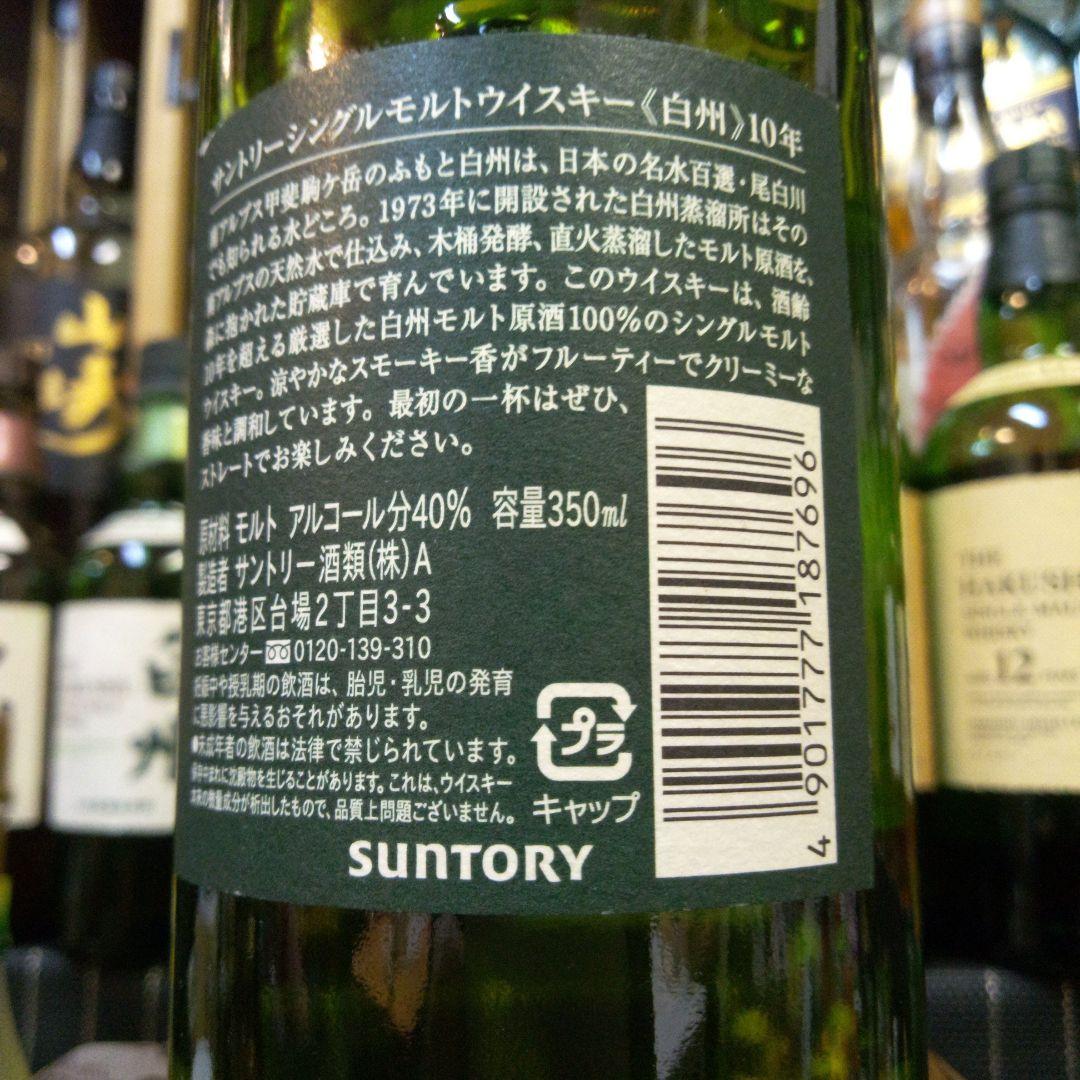 サントリーシングルモルトウイスキー《白州》10年
南アルプス甲斐駒ケ岳のふもと白州は、日本の名水百選・尾白川
でも知られる水どころ。1973年に開設された白州蒸溜所はその
南アルプスの天然水で仕込み、木桶発酵、直火蒸溜したモルト原酒を、
森に抱かれた貯蔵庫で育んでいます。このウイスキーは、酒齢
10年を超える厳選した白州モルト原酒100%のシングルモルト
ウイスキー。涼やかなスモーキー香がフルーティーでクリーミーな
香味と調和しています。最初の一杯はぜひ、
ストレートでお楽しみください。
原材料 モルト アルコール分40% 容量350ml
製造者 サントリー酒類(株)A
東京都港区台場2丁目3-3
お客様センター 0120-139-310
妊娠中や授乳期の飲酒は、胎児・乳児の発育
に悪影響を与えるおそれがあります。
●未成年者の飲酒は法律で禁じられています。
保存中まれに沈殿物を生じることがあります。これは、ウイスキー
本来の微量成分が析出したもので、品質上問題ございません。
プラ
キャップ
SUNTORY
4 901777 187696
山崎
白州
THE
HAKUSHU
SINGLE MALT
WHISKY
12